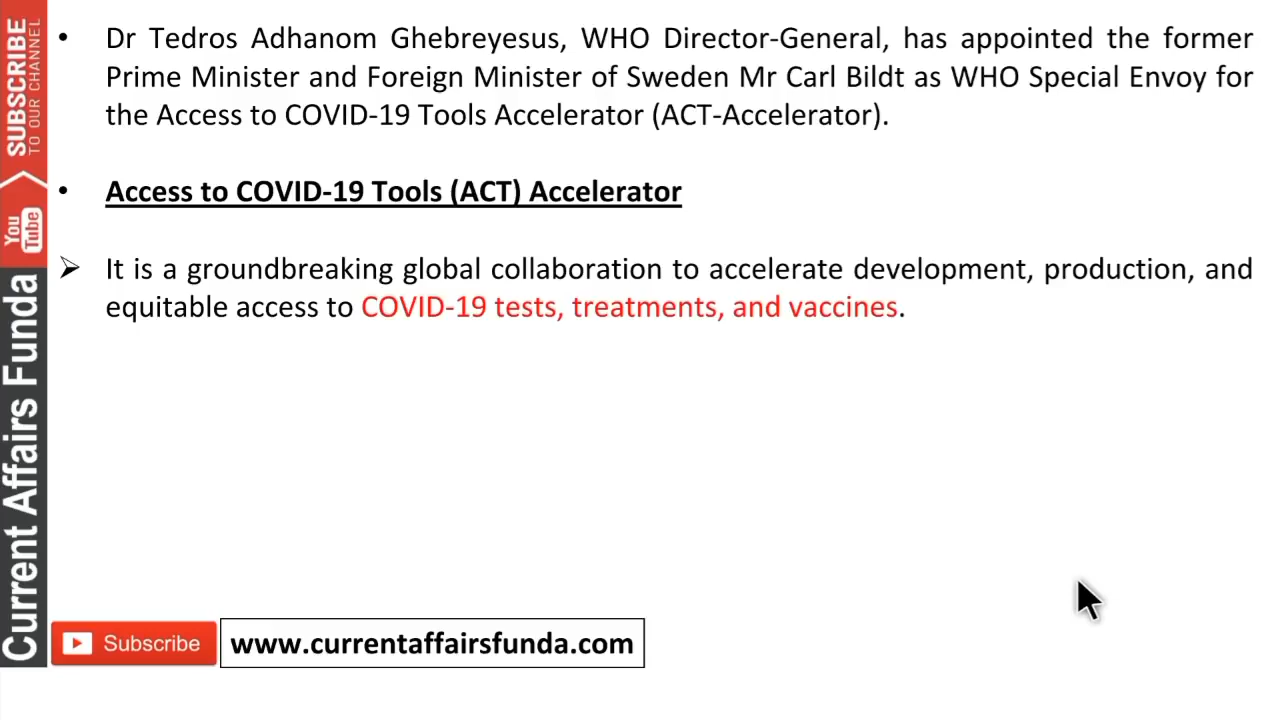 • Dr Tedros Adhanom Ghebreyesus, WHO Director-General, has appointed the former
Prime Minister and Foreign Minister of Sweden Mr Carl Bildt as WHO Special Envoy for
the Access to COVID-19 Tools Accelerator (ACT-Accelerator).
• Access to COVID-19 Tools (ACT) Accelerator
➢ It is a groundbreaking global collaboration to accelerate development, production, and
equitable access to COVID-19 tests, treatments, and vaccines.
SUBSCRIBE
TO OUR CHANNEL
You
Tube
Current Affairs Funda
Subscribe
www.currentaffairsfunda.com